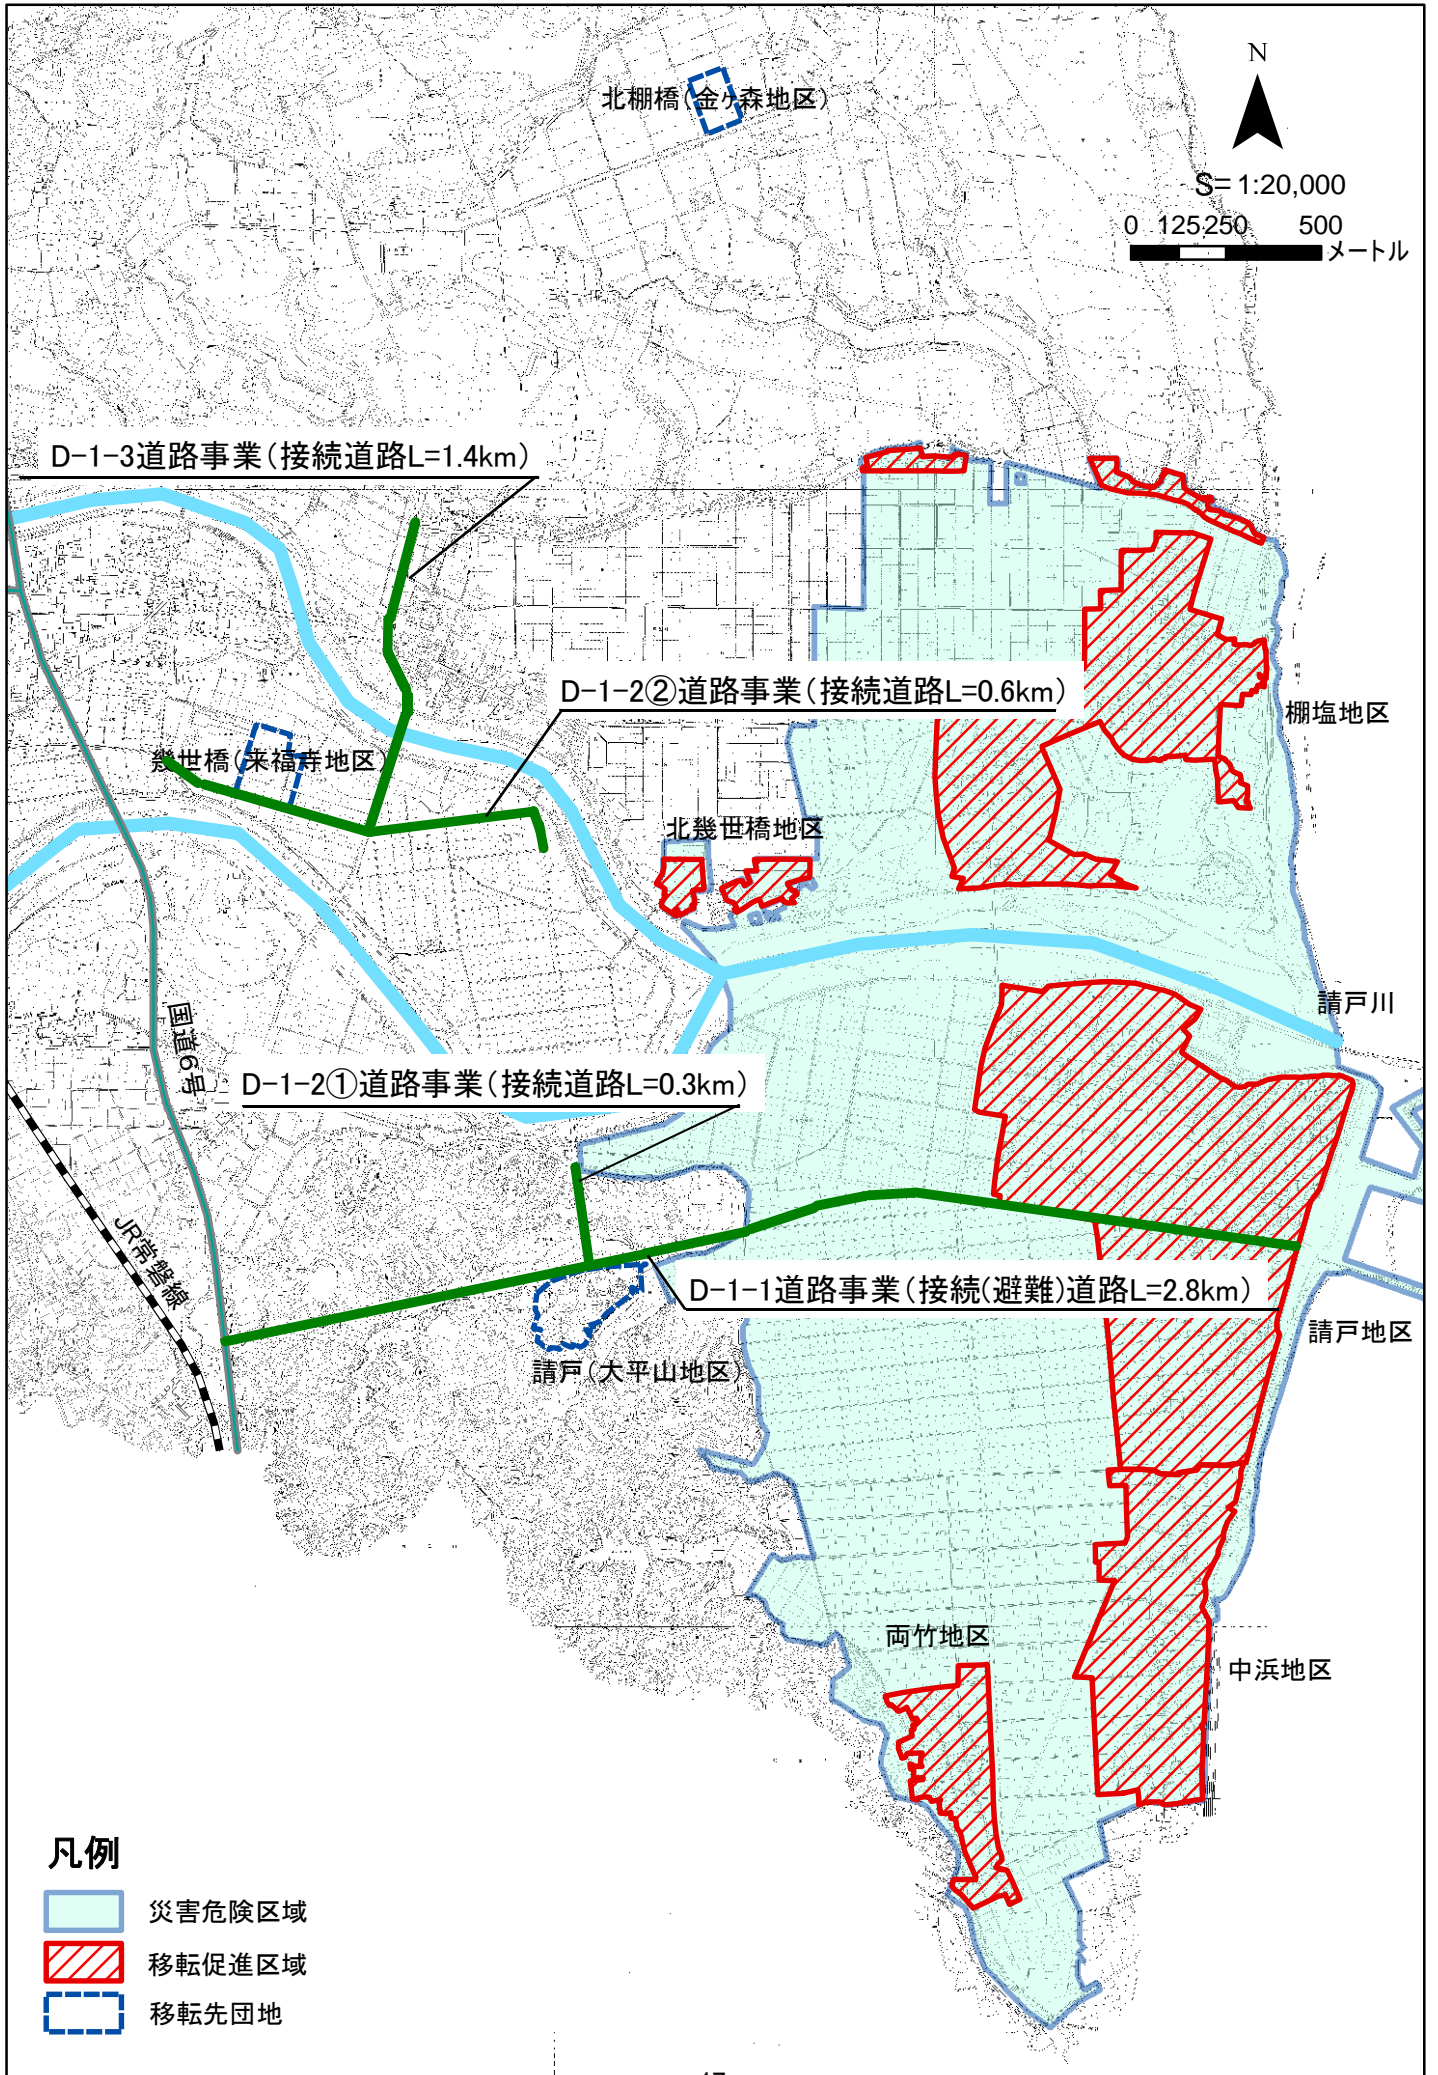 北棚橋(金ケ森地区)
N
S= 1:20,000
0 125 250 500
メートル
D-1-3道路事業(接続道路L=1.4km)
D-1-2②道路事業(接続道路L=0.6km)
棚塩地区
幾世橋(来福寺地区)
北幾世橋地区
請戸川
国道6号
D-1-2①道路事業(接続道路L=0.3km)
JR常磐線
D-1-1道路事業(接続(避難)道路L=2.8km)
請戸地区
請戸(大平山地区)
両竹地区
中浜地区
凡例
災害危険区域
移転促進区域
移転先団地